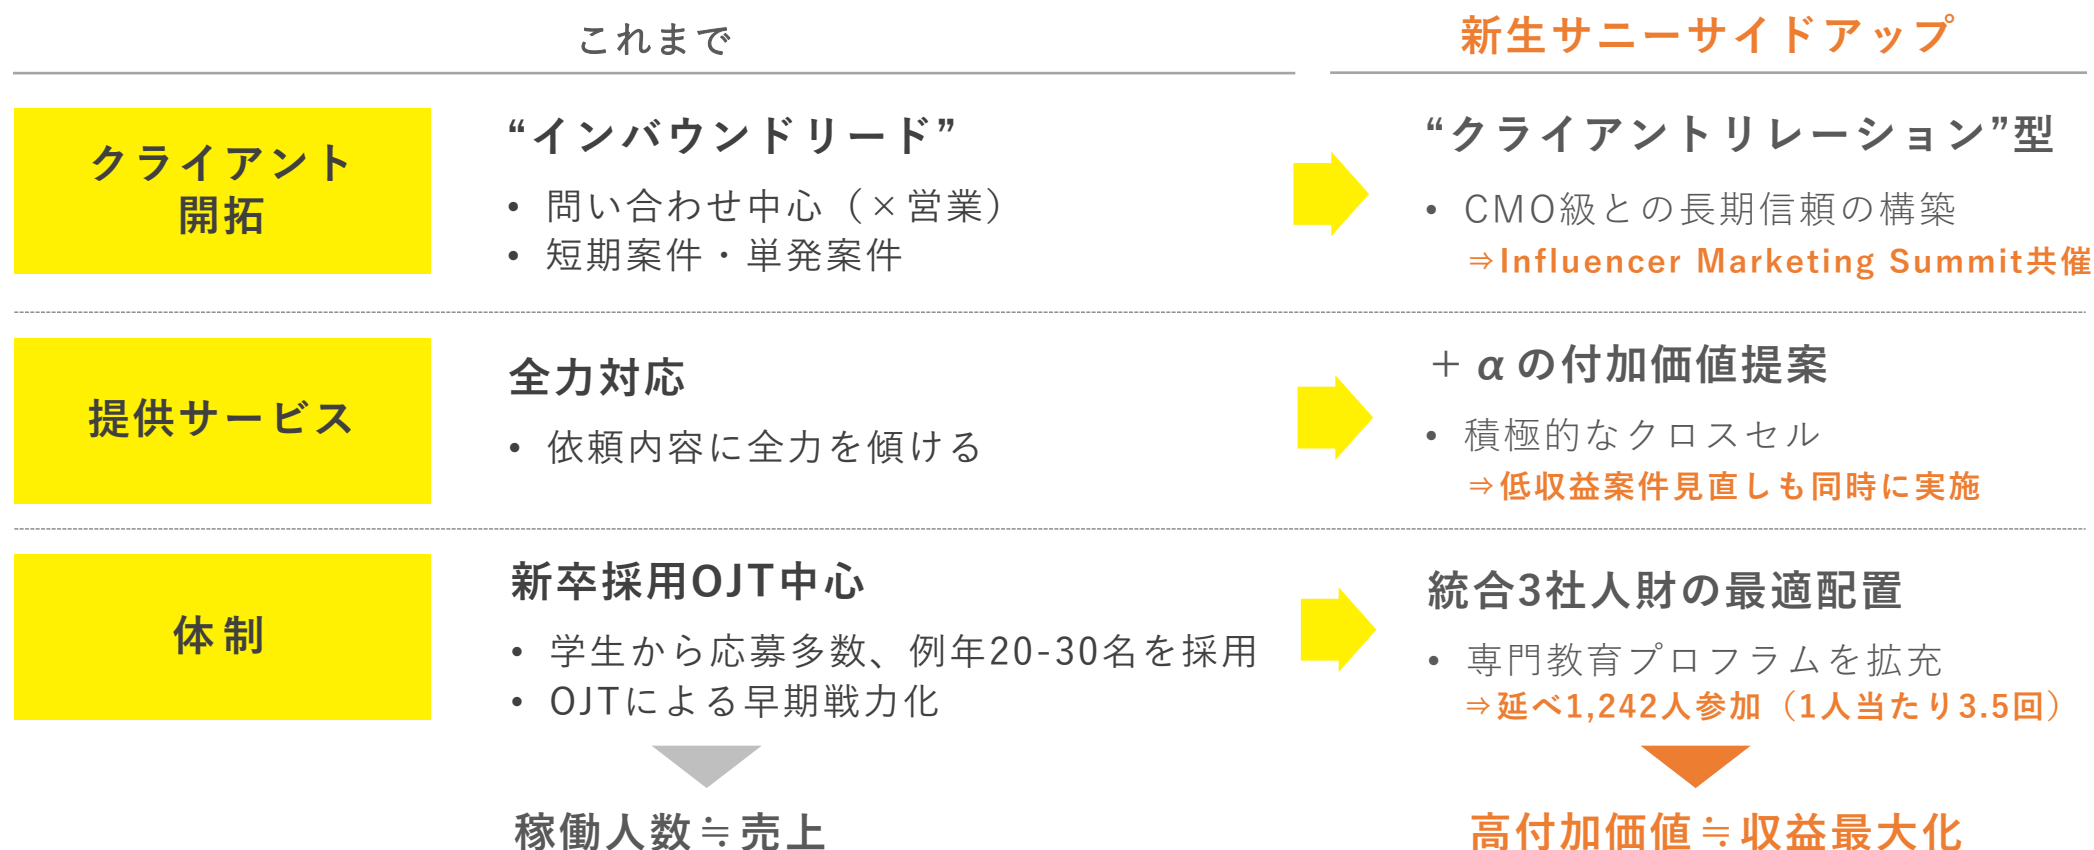 これまで
新生サニーサイドアップ
クライアント
開拓
“インバウンドリード”
• 問い合わせ中心（×営業）
• 短期案件・単発案件
“クライアントリレーション”型
• CMO級との長期信頼の構築
⇒Influencer Marketing Summit共催
提供サービス
全力対応
• 依頼内容に全力を傾ける
＋αの付加価値提案
• 積極的なクロスセル
⇒低収益案件見直しも同時に実施
体制
新卒採用OJT中心
• 学生から応募多数、例年20-30名を採用
• OJTによる早期戦力化
統合3社人財の最適配置
• 専門教育プロフラムを拡充
⇒延べ1,242人参加（1人当たり3.5回）
稼働人数≒売上
高付加価値≒収益最大化